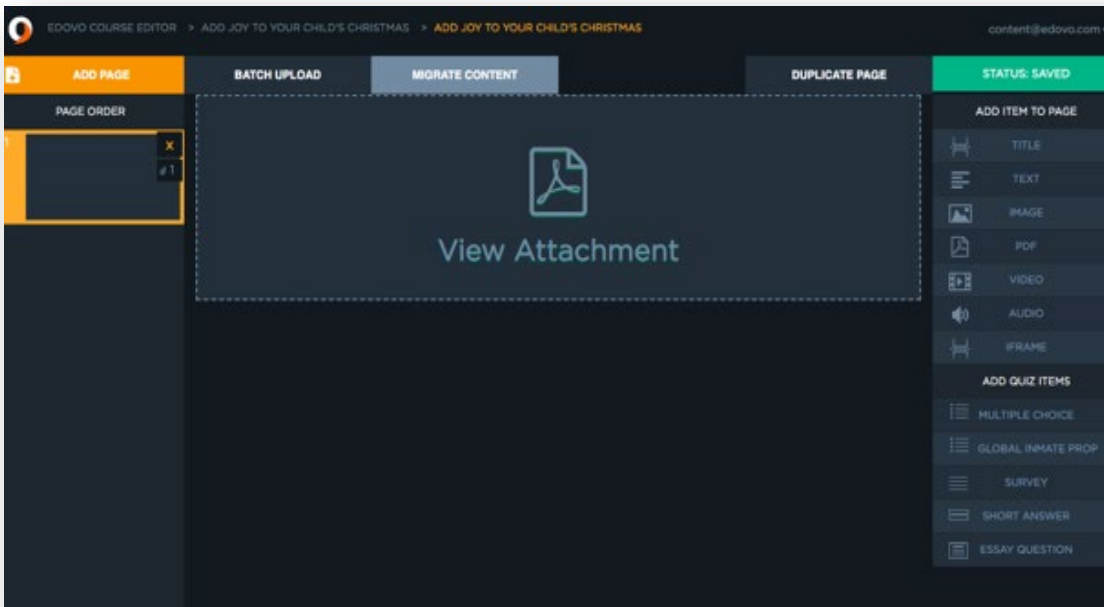 EDOVO COURSE EDITOR > ADD JOY TO YOUR CHILD'S CHRISTMAS > ADD JOY TO YOUR CHILD'S CHRISTMAS
content@edovo.com
ADD PAGE
BATCH UPLOAD
MIGRATE CONTENT
DUPLICATE PAGE
STATUS: SAVED
PAGE ORDER
1
X
# 1
View Attachment
ADD ITEM TO PAGE
TITLE
TEXT
IMAGE
PDF
VIDEO
AUDIO
IFRAME
ADD QUIZ ITEMS
MULTIPLE CHOICE
GLOBAL INMATE PROP
SURVEY
SHORT ANSWER
ESSAY QUESTION